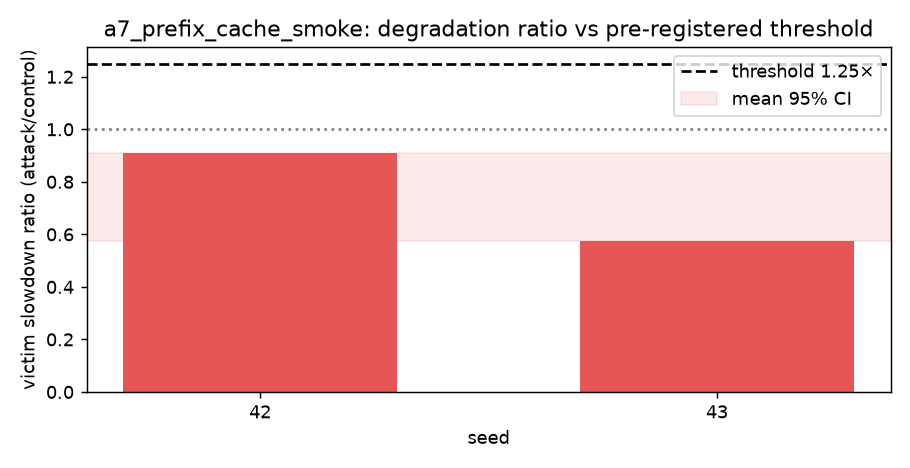 a7_prefix_cache_smoke: degradation ratio vs pre-registered threshold
victim slowdown ratio (attack/control)
1.2
1.0
0.8
0.6
0.4
0.2
0.0
threshold 1.25×
mean 95% CI
42
43
seed